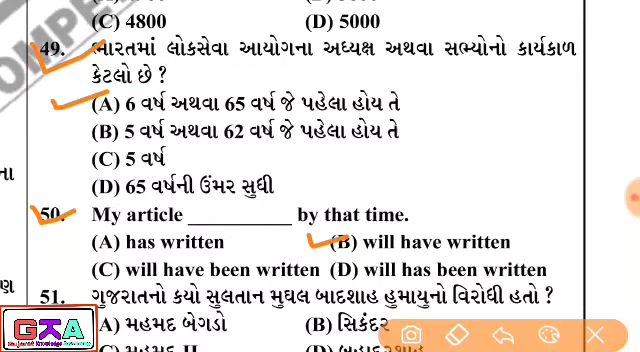 (C) 4800 (D) 5000
49. ભારતમાં લોકસેવા આયોગના અધ્યક્ષ અથવા સભ્યોનો કાર્યકાળ
કેટલો છે ?
(A) 6 વર્ષ અથવા 65 વર્ષ જે પહેલા હોય તે
(B) 5 વર્ષ અથવા 62 વર્ષ જે પહેલા હોય તે
(C) 5 વર્ષ
(D) 65 વર્ષની ઉંમર સુધી
50. My article __________ by that time.
(A) has written (B) will have written
(C) will have been written (D) will has been written
51. ગુજરાતનો કયો સુલતાન મુઘલ બાદશાહ હુમાયુનો વિરોધી હતો ?
A) મહમદ બેગડો (B) સિકંદર
GKA